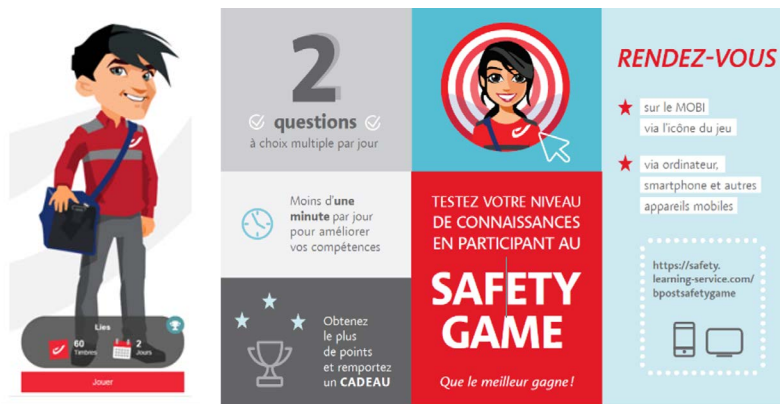 Lies
60
Timbres
2
Jours
Jouer
2
questions
à choix multiple par jour
Moins d'une
minute par jour
pour améliorer
vos compétences
Obtenez
le plus
de points
et remportez
un CADEAU
TESTEZ VOTRE NIVEAU
DE CONNAISSANCES
EN PARTICIPANT AU
SAFETY
GAME
Que le meilleur gagne!
RENDEZ-VOUS
sur le MOBI
via l'icône du jeu
via ordinateur,
smartphone et autres
appareils mobiles
https://safety.
learning-service.com/
bpostsafetygame